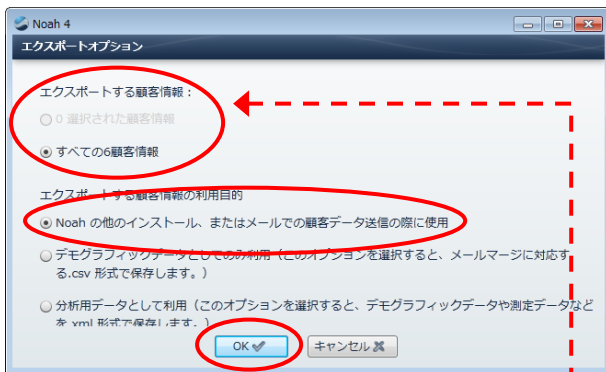 Noah 4
エクスポートオプション
エクスポートする顧客情報：
0 選択された顧客情報
すべての6顧客情報
エクスポートする顧客情報の利用目的
Noah の他のインストール、またはメールでの顧客データ送信の際に使用
デモグラフィックデータとしてのみ利用（このオプションを選択すると、メールマージに対応す
る.csv 形式で保存します。）
分析用データとして利用（このオプションを選択すると、デモグラフィックデータや測定データなど
を xml 形式で保存します。）
OK キャンセル